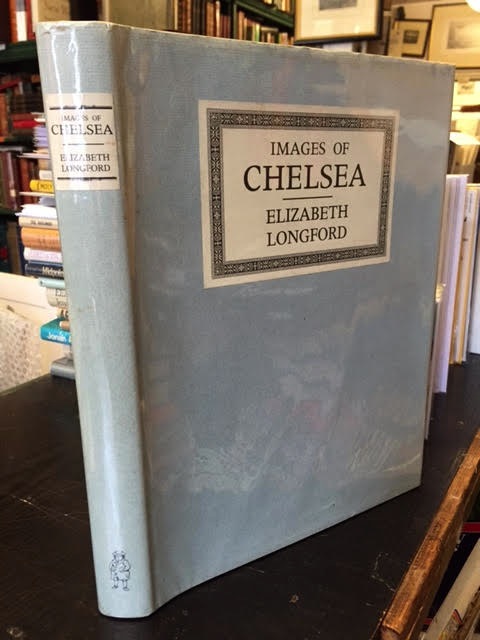 IMAGES OF
CHELSEA
ELIZABETH
LONGFORD
IMAGES OF
CHELSEA
ELIZABETH
LONGFORD